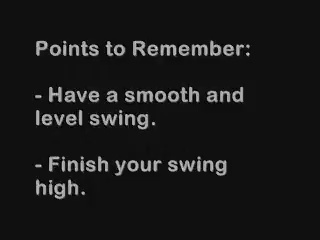 Points to Remember:
- Have a smooth and
level swing.
- Finish your swing
high.